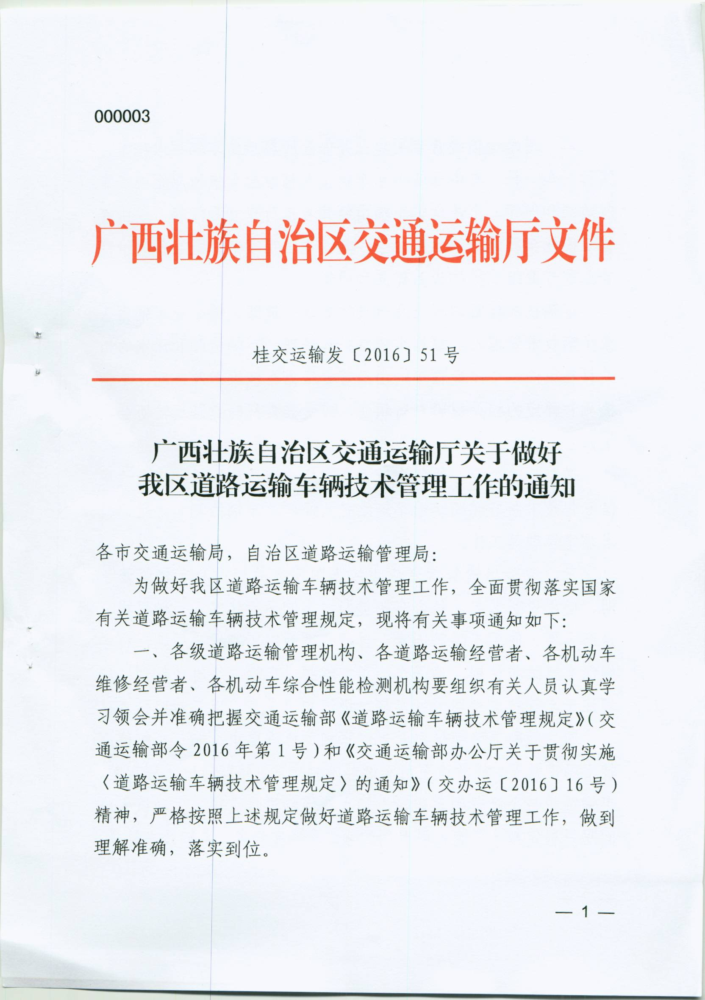 000003
广西壮族自治区交通运输厅文件
桂交运输发〔2016〕51号
广西壮族自治区交通运输厅关于做好
我区道路运输车辆技术管理工作的通知
各市交通运输局，自治区道路运输管理局：
为做好我区道路运输车辆技术管理工作，全面贯彻落实国家
有关道路运输车辆技术管理规定，现将有关事项通知如下：
一、各级道路运输管理机构、各道路运输经营者、各机动车
维修经营者、各机动车综合性能检测机构要组织有关人员认真学
习领会并准确把握交通运输部《道路运输车辆技术管理规定》（交
通运输部令 2016 年第 1 号）和《交通运输部办公厅关于贯彻实施
〈道路运输车辆技术管理规定〉的通知》（交办运〔2016〕16 号）
精神，严格按照上述规定做好道路运输车辆技术管理工作，做到
理解准确，落实到位。
— 1 —